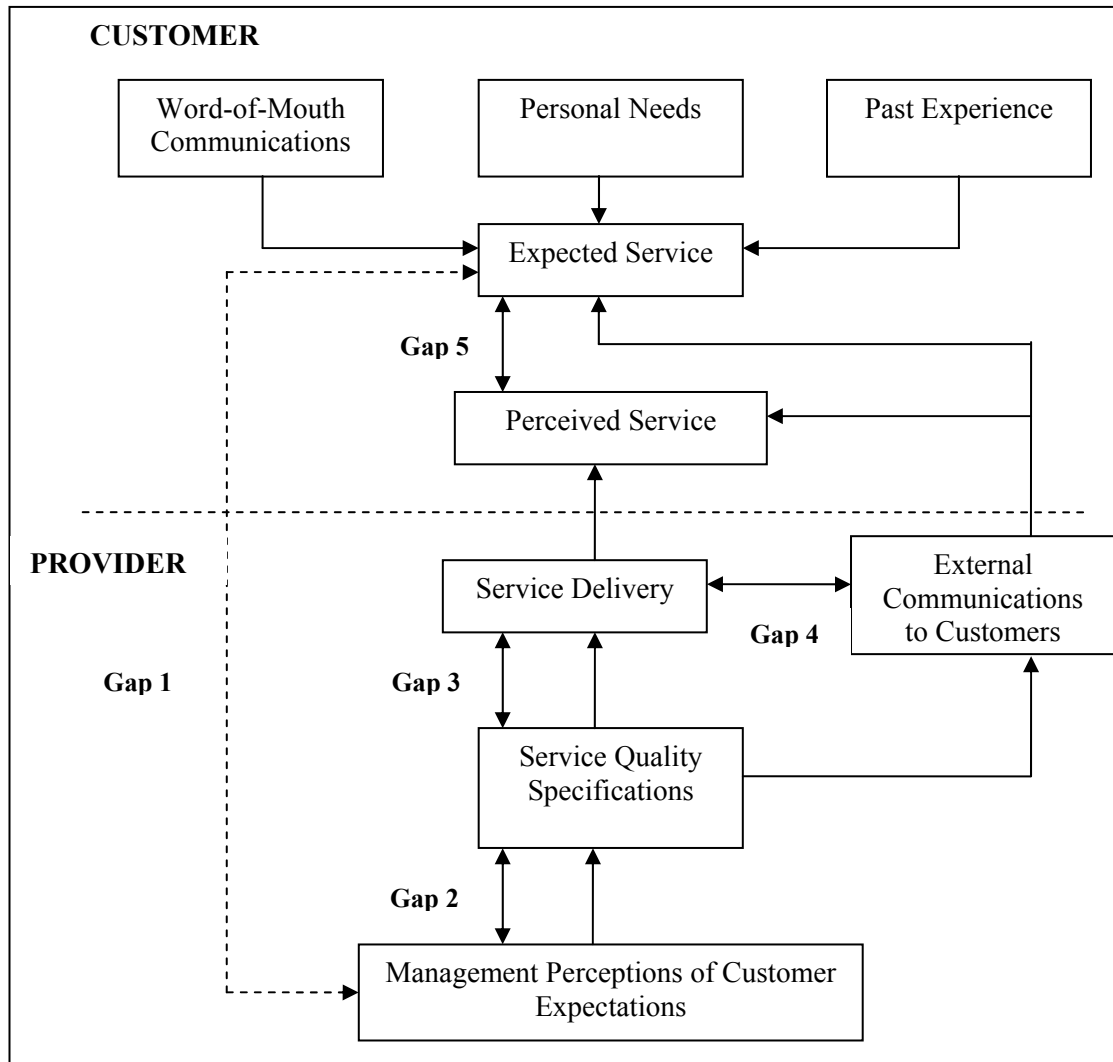 CUSTOMER
Word-of-Mouth
Communications
Personal Needs
Past Experience
Expected Service
Gap 5
Perceived Service
PROVIDER
Service Delivery
External
Communications
to Customers
Gap 4
Gap 1
Gap 3
Service Quality
Specifications
Gap 2
Management Perceptions of Customer
Expectations